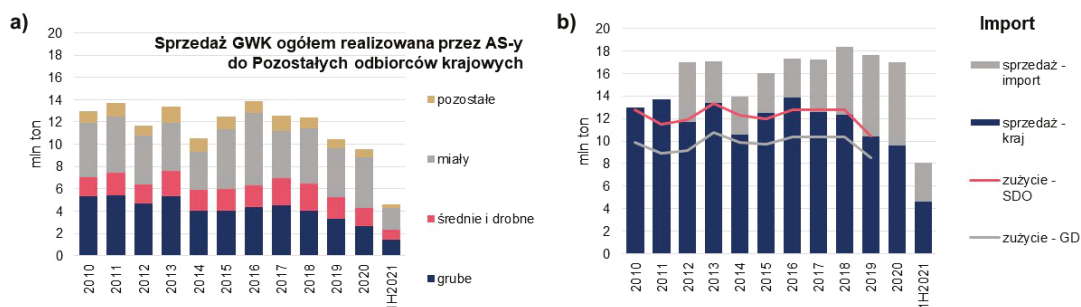 a)
Sprzedaż GWK ogółem realizowana przez AS-y
do Pozostałych odbiorców krajowych
mln ton
20
18
16
14
12
10
8
6
4
2
0
2010
2011
2012
2013
2014
2015
2016
2017
2018
2019
2020
1H2021
pozostałe
miały
średnie i drobne
grube
b)
mln ton
20
18
16
14
12
10
8
6
4
2
0
2010
2011
2012
2013
2014
2015
2016
2017
2018
2019
2020
1H2021
Import
sprzedaż -
import
sprzedaż -
kraj
zużycie -
SDO
zużycie - GD